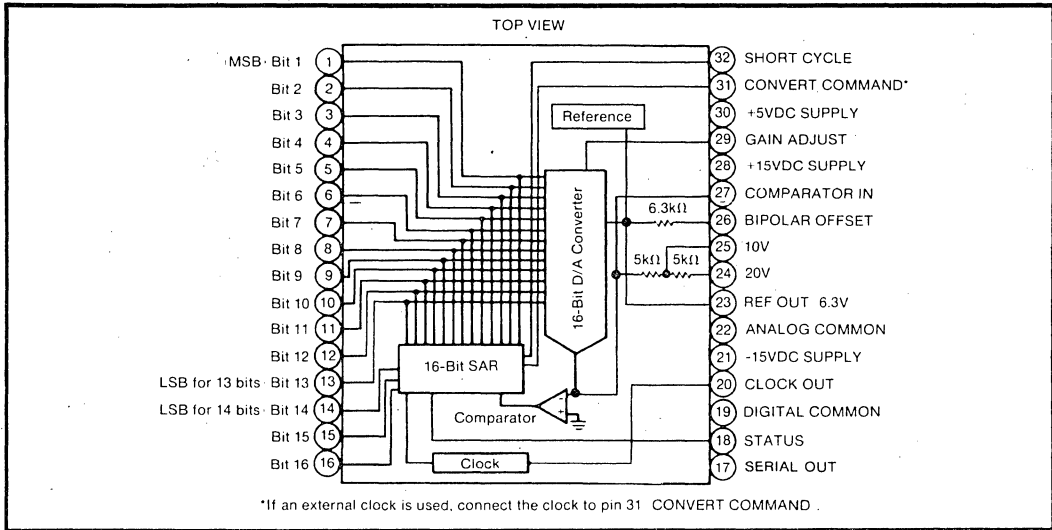 TOP VIEW
MSB Bit 1 1
Bit 2 2
Bit 3 3
Bit 4 4
Bit 5 5
Bit 6 6
Bit 7 7
Bit 8 8
Bit 9 9
Bit 10 10
Bit 11 11
Bit 12 12
LSB for 13 bits Bit 13 13
LSB for 14 bits Bit 14 14
Bit 15 15
Bit 16 16
Reference
16-Bit D/A Converter
6.3kΩ
5kΩ 5kΩ
16-Bit SAR
Comparator
- +
Clock
32 SHORT CYCLE
31 CONVERT COMMAND*
30 +5VDC SUPPLY
29 GAIN ADJUST
28 +15VDC SUPPLY
27 COMPARATOR IN
26 BIPOLAR OFFSET
25 10V
24 20V
23 REF OUT 6.3V
22 ANALOG COMMON
21 -15VDC SUPPLY
20 CLOCK OUT
19 DIGITAL COMMON
18 STATUS
17 SERIAL OUT
*If an external clock is used, connect the clock to pin 31 CONVERT COMMAND .